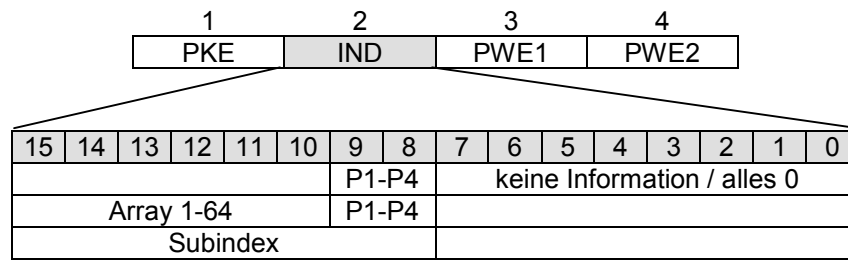 1 2 3 4
PKE IND PWE1 PWE2
15 14 13 12 11 10 9 8 7 6 5 4 3 2 1 0
P1-P4 keine Information / alles 0
Array 1-64 P1-P4
Subindex